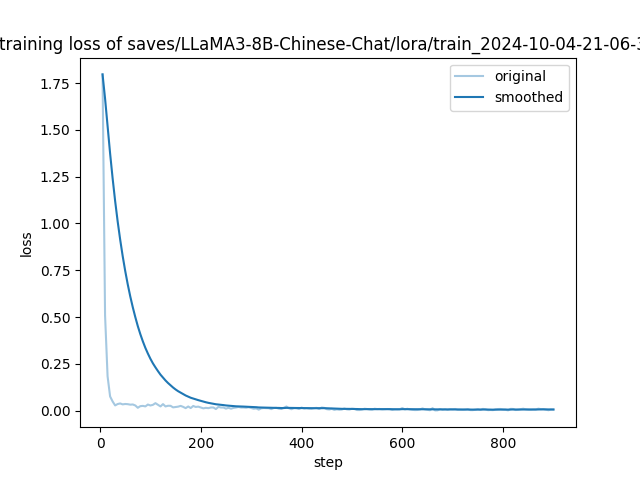 training loss of saves/LLaMA3-8B-Chinese-Chat/lora/train_2024-10-04-21-06-
original
smoothed
1.75
1.50
1.25
1.00
0.75
0.50
0.25
0.00
loss
0
200
400
600
800
step